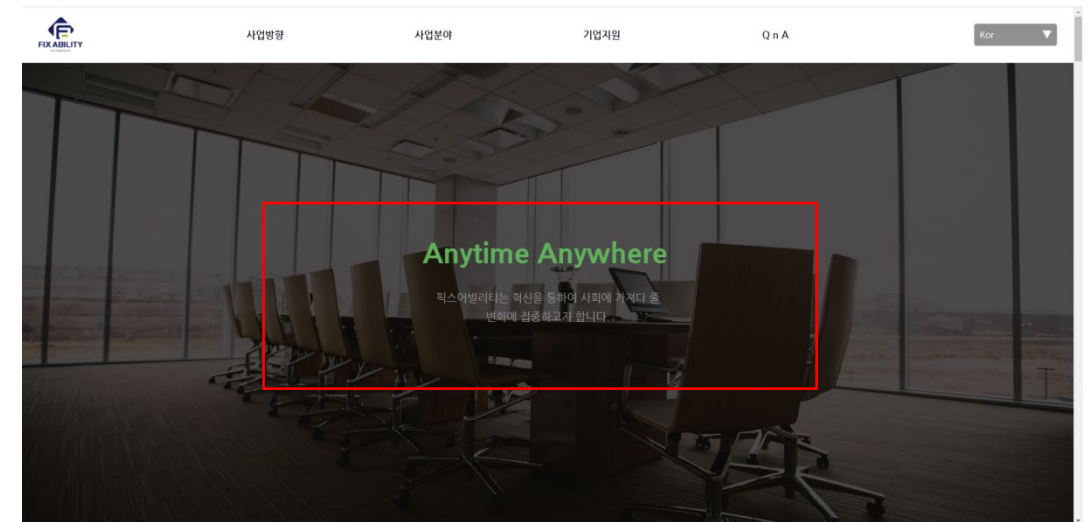 FIXABILITY
사업방향
사업분야
기업지원
Q n A
Kor
Anytime Anywhere
픽스어빌리티는 혁신을 통하여 사회에 가져다 줄
변화에 집중하고자 합니다.